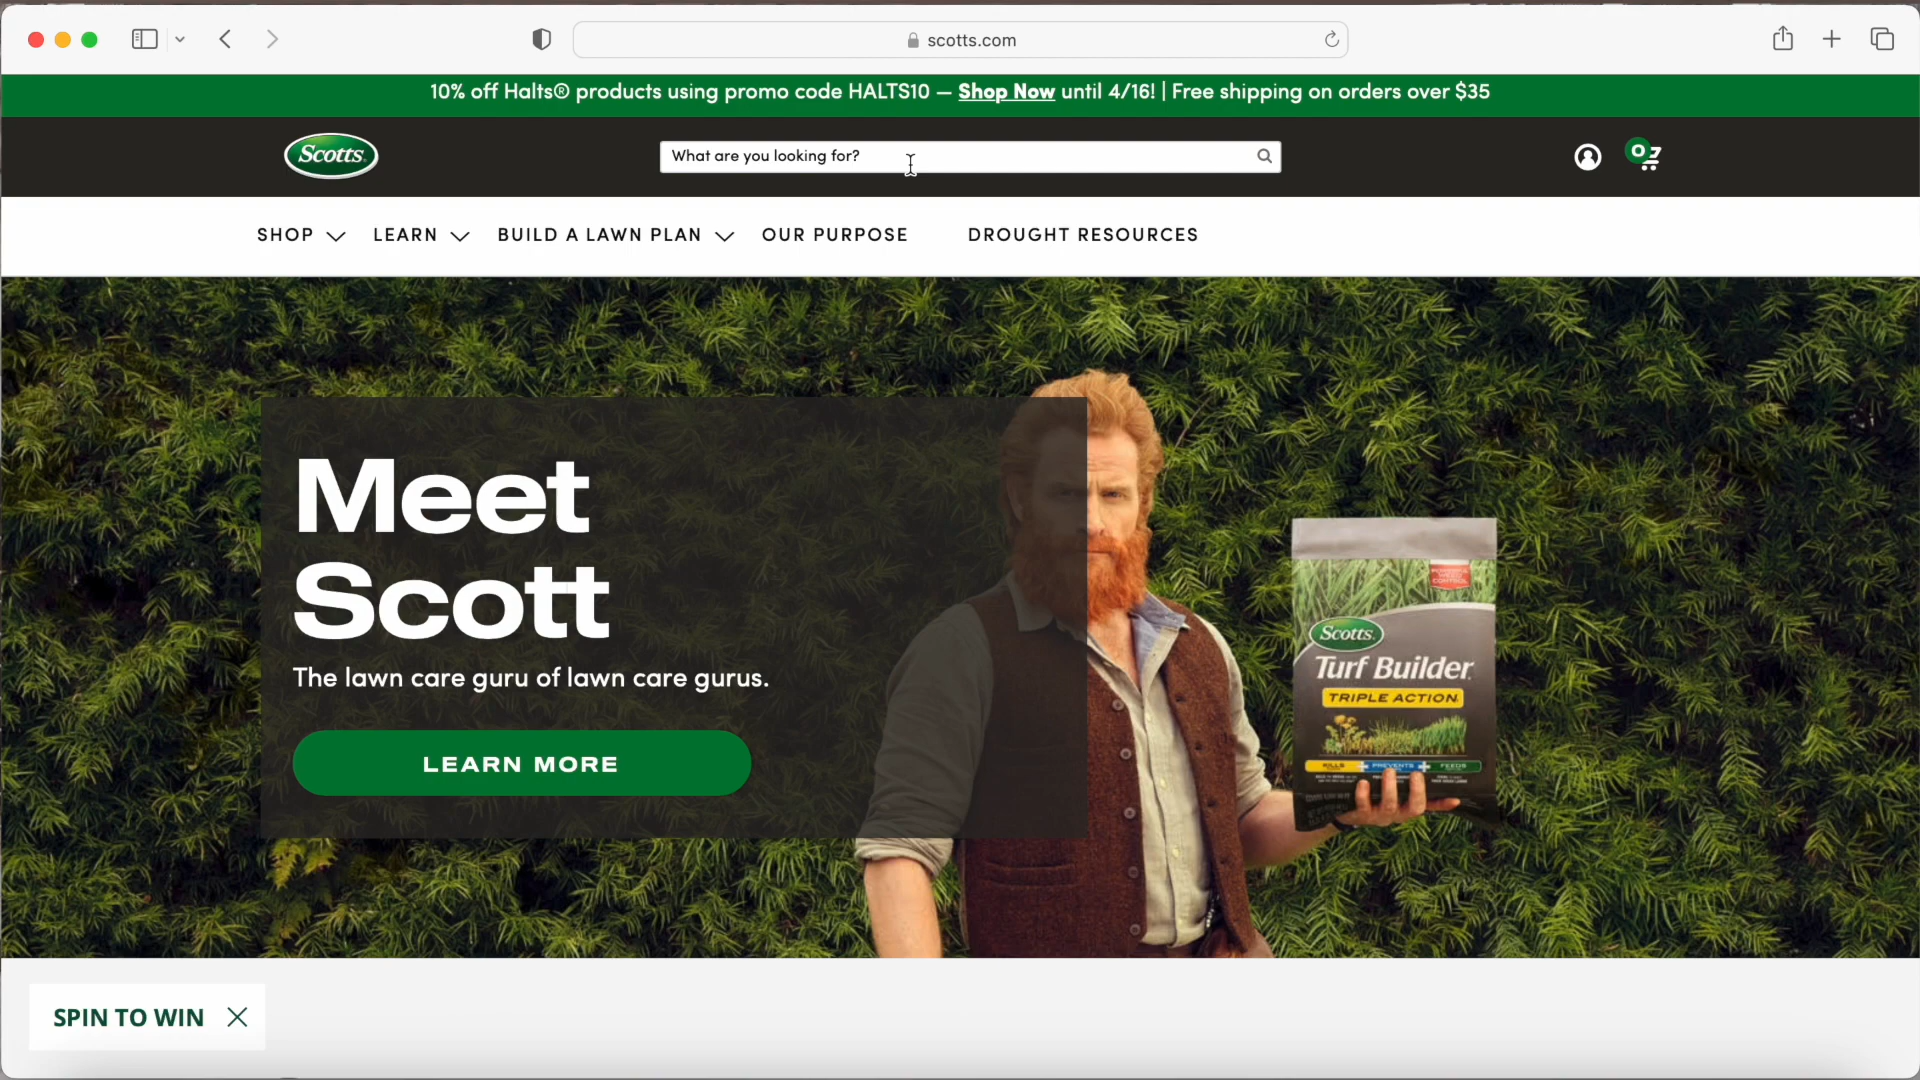 scotts.com
10% off Halts® products using promo code HALTS10 — Shop Now until 4/16! | Free shipping on orders over $35
Scotts
What are you looking for?
0
SHOP
LEARN
BUILD A LAWN PLAN
OUR PURPOSE
DROUGHT RESOURCES
Meet
Scott
The lawn care guru of lawn care gurus.
LEARN MORE
Scotts
Turf Builder
TRIPLE ACTION
KILLS + PREVENTS + FEEDS
SPIN TO WIN